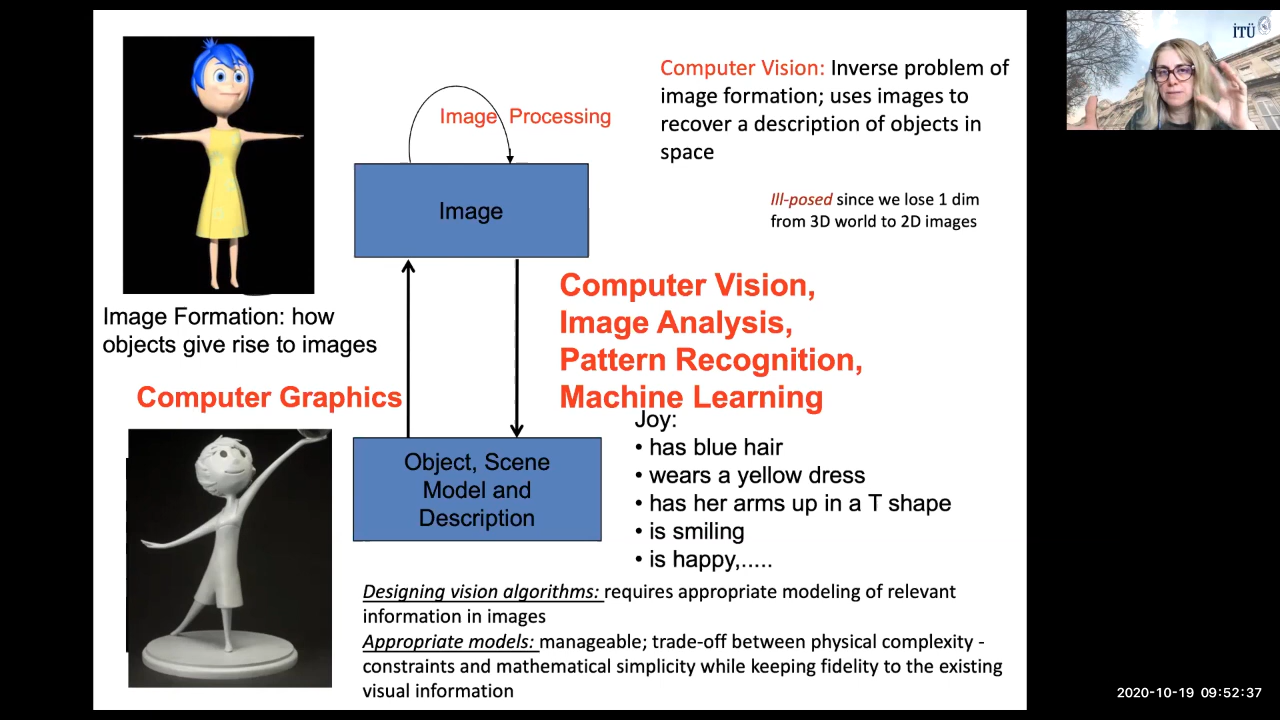 Computer Vision: Inverse problem of
image formation; uses images to
recover a description of objects in
space
Ill-posed since we lose 1 dim
from 3D world to 2D images
Image Processing
Image
Image Formation: how
objects give rise to images
Computer Graphics
Computer Vision,
Image Analysis,
Pattern Recognition,
Machine Learning
Object, Scene
Model and
Description
Joy:
• has blue hair
• wears a yellow dress
• has her arms up in a T shape
• is smiling
• is happy,.....
Designing vision algorithms: requires appropriate modeling of relevant
information in images
Appropriate models: manageable; trade-off between physical complexity -
constraints and mathematical simplicity while keeping fidelity to the existing
visual information
İTÜ
2020-10-19 09:52:37